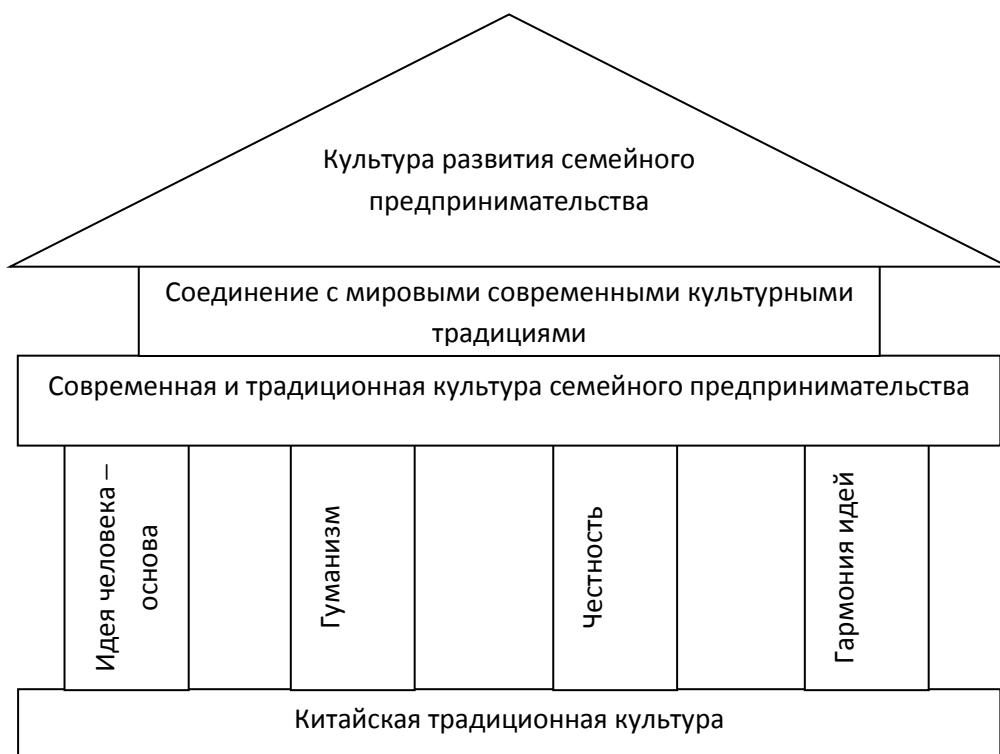 Культура развития семейного
предпринимательства
Соединение с мировыми современными культурными
традициями
Современная и традиционная культура семейного предпринимательства
Идея человека –
основа
Гуманизм
Честность
Гармония идей
Китайская традиционная культура